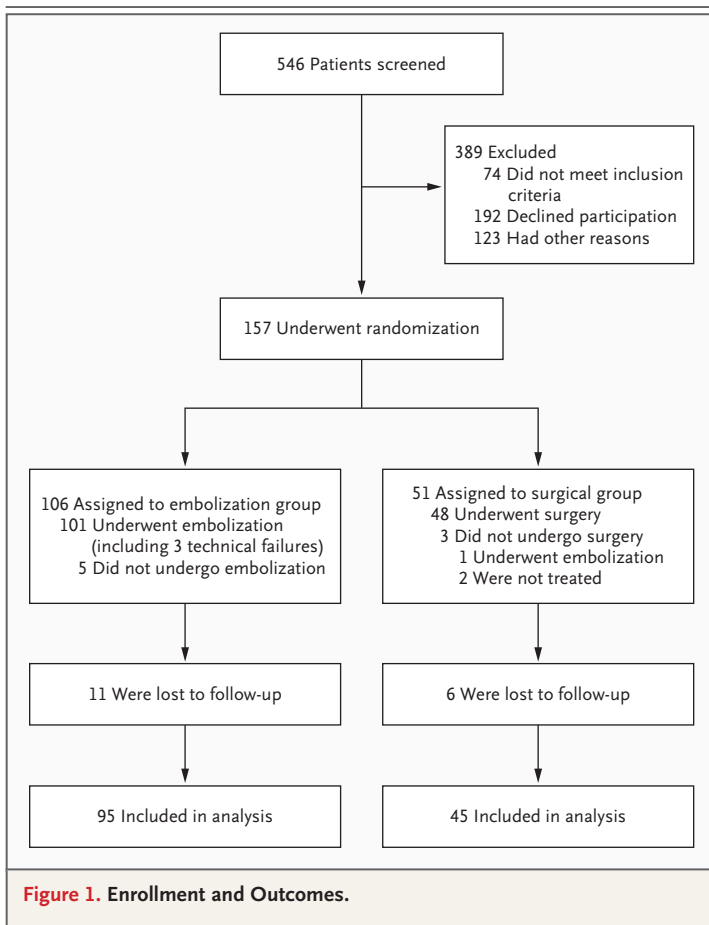 546 Patients screened
389 Excluded
74 Did not meet inclusion
criteria
192 Declined participation
123 Had other reasons
157 Underwent randomization
106 Assigned to embolization group
101 Underwent embolization
(including 3 technical failures)
5 Did not undergo embolization
51 Assigned to surgical group
48 Underwent surgery
3 Did not undergo surgery
1 Underwent embolization
2 Were not treated
11 Were lost to follow-up
6 Were lost to follow-up
95 Included in analysis
45 Included in analysis
Figure 1. Enrollment and Outcomes.